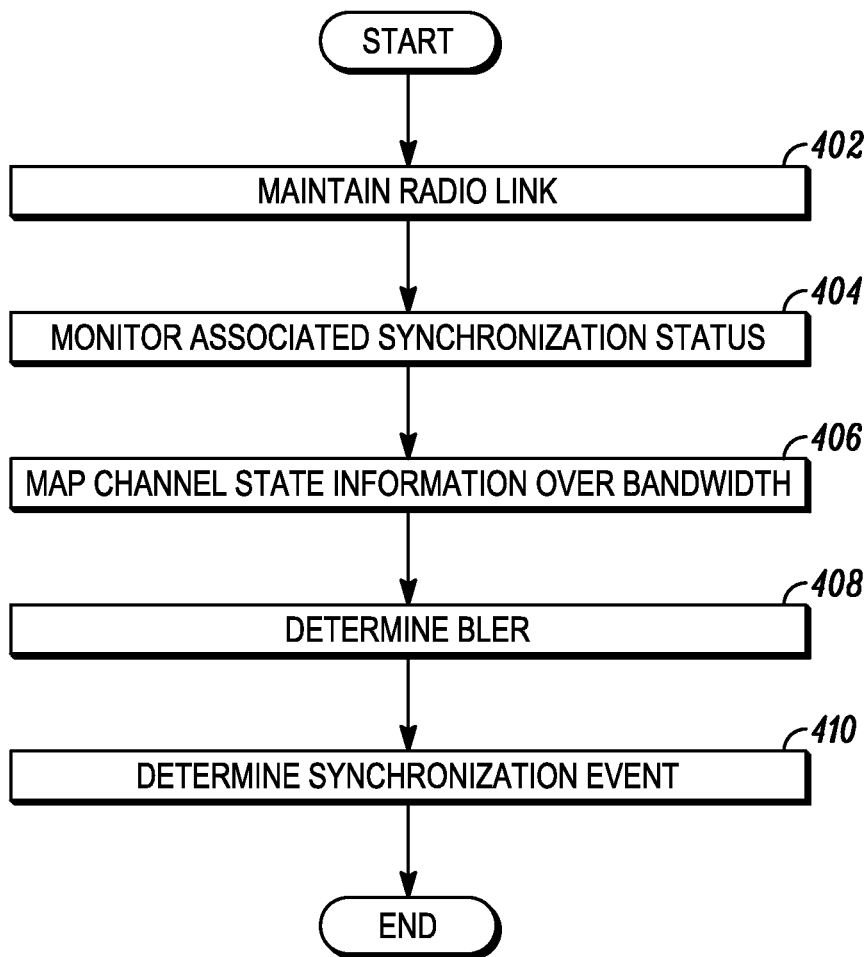 START
402
MAINTAIN RADIO LINK
404
MONITOR ASSOCIATED SYNCHRONIZATION STATUS
406
MAP CHANNEL STATE INFORMATION OVER BANDWIDTH
408
DETERMINE BLER
410
DETERMINE SYNCHRONIZATION EVENT
END